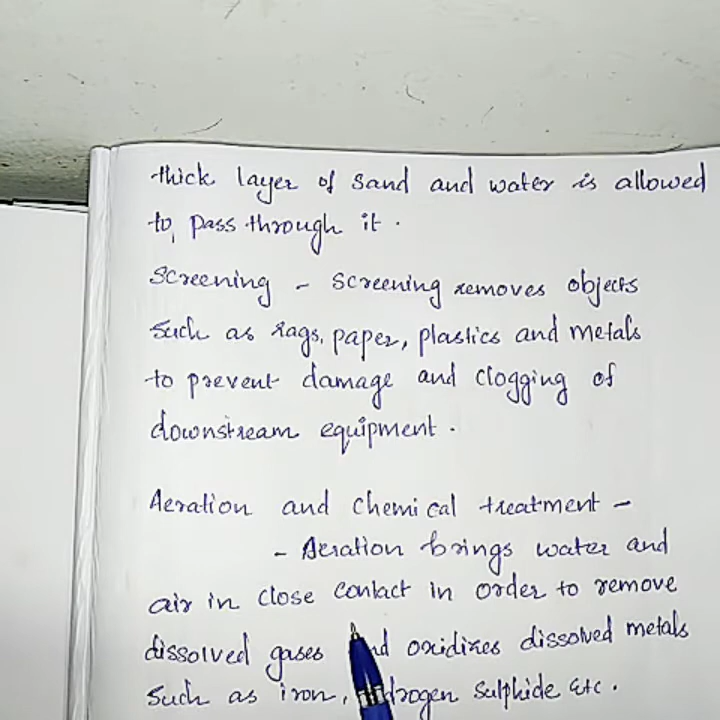 thick layer of sand and water is allowed
to pass through it.
Screening - screening removes objects
such as rags, paper, plastics and metals
to prevent damage and clogging of
downstream equipment.
Aeration and chemical treatment -
- Aeration brings water and
air in close contact in order to remove
dissolved gases and oxidizes dissolved metals
such as iron, hydrogen sulphide etc.